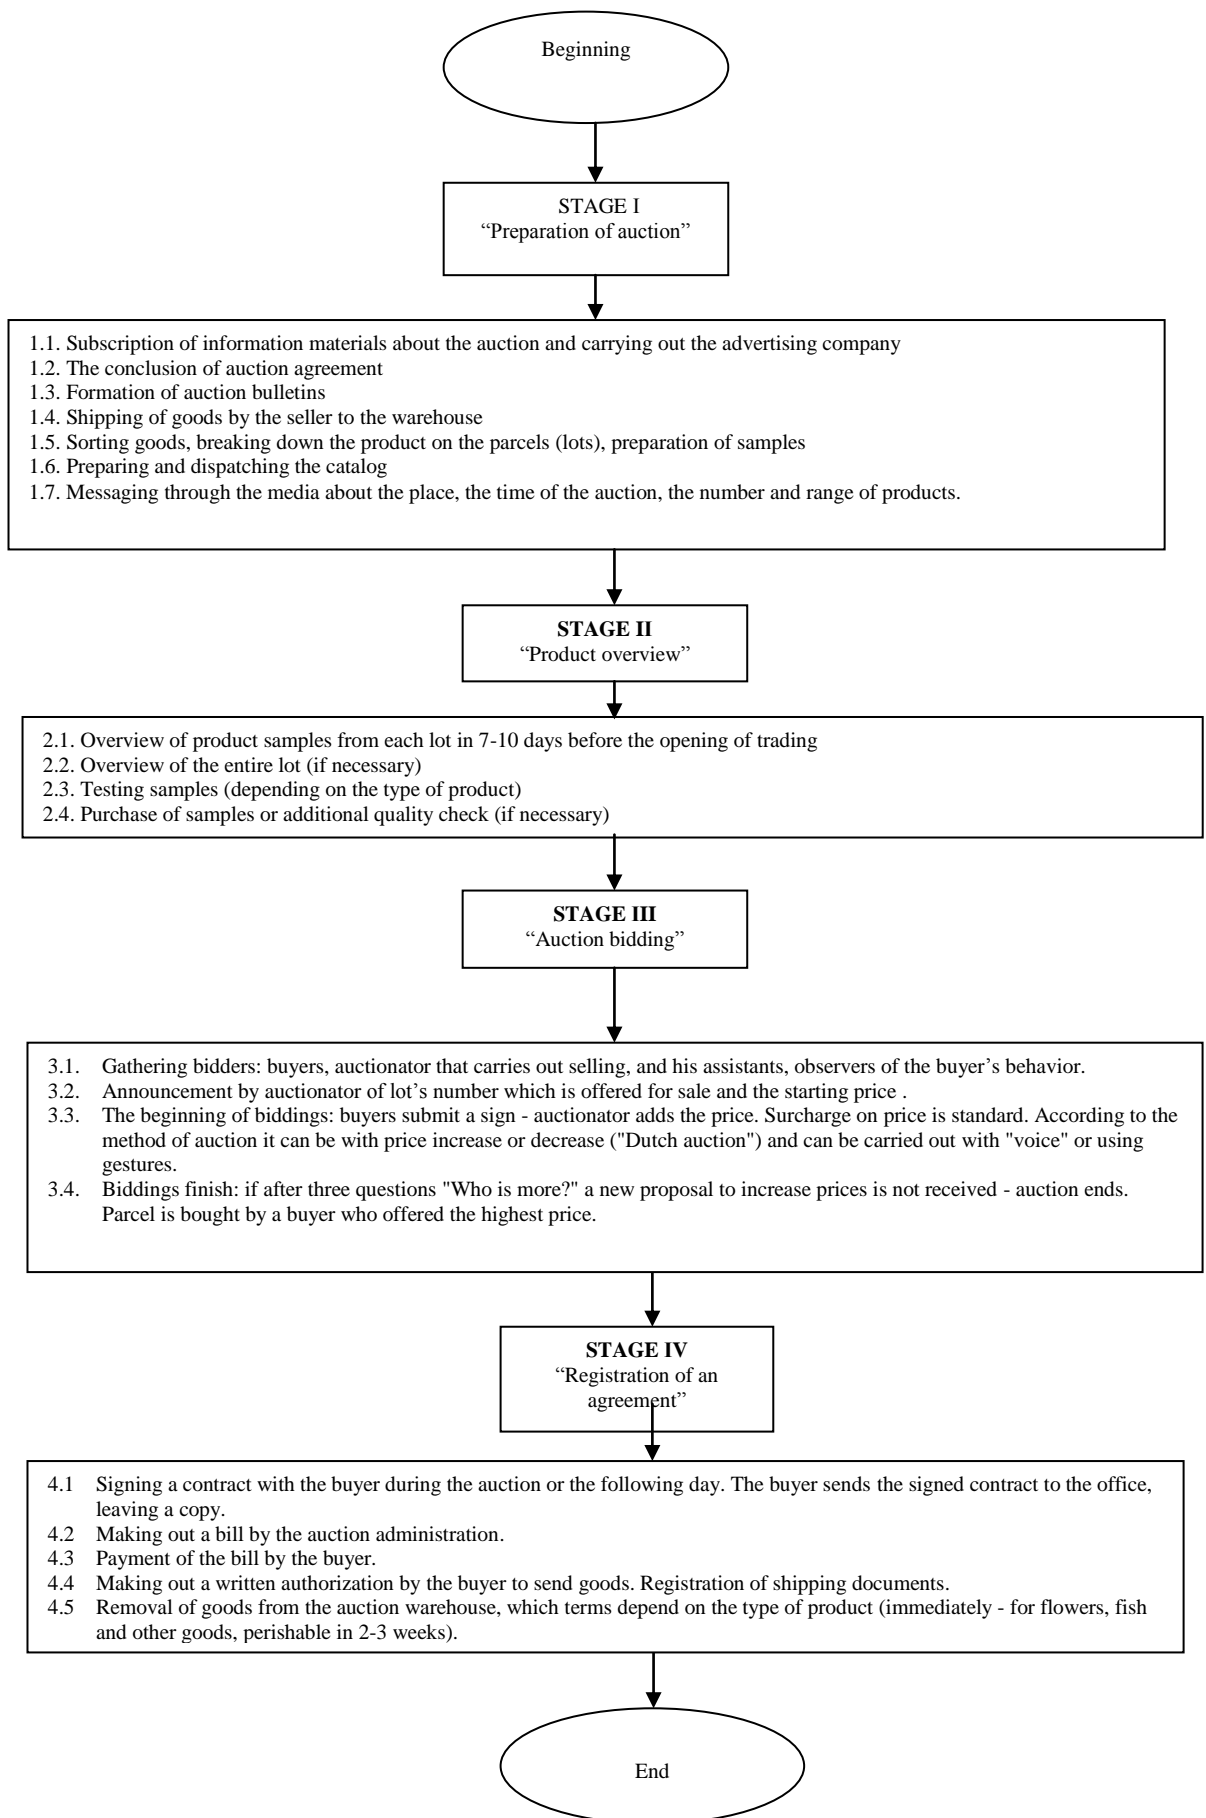 Beginning
STAGE I
“Preparation of auction”
1.1. Subscription of information materials about the auction and carrying out the advertising company
1.2. The conclusion of auction agreement
1.3. Formation of auction bulletins
1.4. Shipping of goods by the seller to the warehouse
1.5. Sorting goods, breaking down the product on the parcels (lots), preparation of samples
1.6. Preparing and dispatching the catalog
1.7. Messaging through the media about the place, the time of the auction, the number and range of products.
STAGE II
“Product overview”
2.1. Overview of product samples from each lot in 7-10 days before the opening of trading
2.2. Overview of the entire lot (if necessary)
2.3. Testing samples (depending on the type of product)
2.4. Purchase of samples or additional quality check (if necessary)
STAGE III
“Auction bidding”
3.1. Gathering bidders: buyers, auctionator that carries out selling, and his assistants, observers of the buyer’s behavior.
3.2. Announcement by auctionator of lot’s number which is offered for sale and the starting price .
3.3. The beginning of biddings: buyers submit a sign - auctionator adds the price. Surcharge on price is standard. According to the
method of auction it can be with price increase or decrease ("Dutch auction") and can be carried out with "voice" or using
gestures.
3.4. Biddings finish: if after three questions "Who is more?" a new proposal to increase prices is not received - auction ends.
Parcel is bought by a buyer who offered the highest price.
STAGE IV
“Registration of an
agreement”
4.1 Signing a contract with the buyer during the auction or the following day. The buyer sends the signed contract to the office,
leaving a copy.
4.2 Making out a bill by the auction administration.
4.3 Payment of the bill by the buyer.
4.4 Making out a written authorization by the buyer to send goods. Registration of shipping documents.
4.5 Removal of goods from the auction warehouse, which terms depend on the type of product (immediately - for flowers, fish
and other goods, perishable in 2-3 weeks).
End